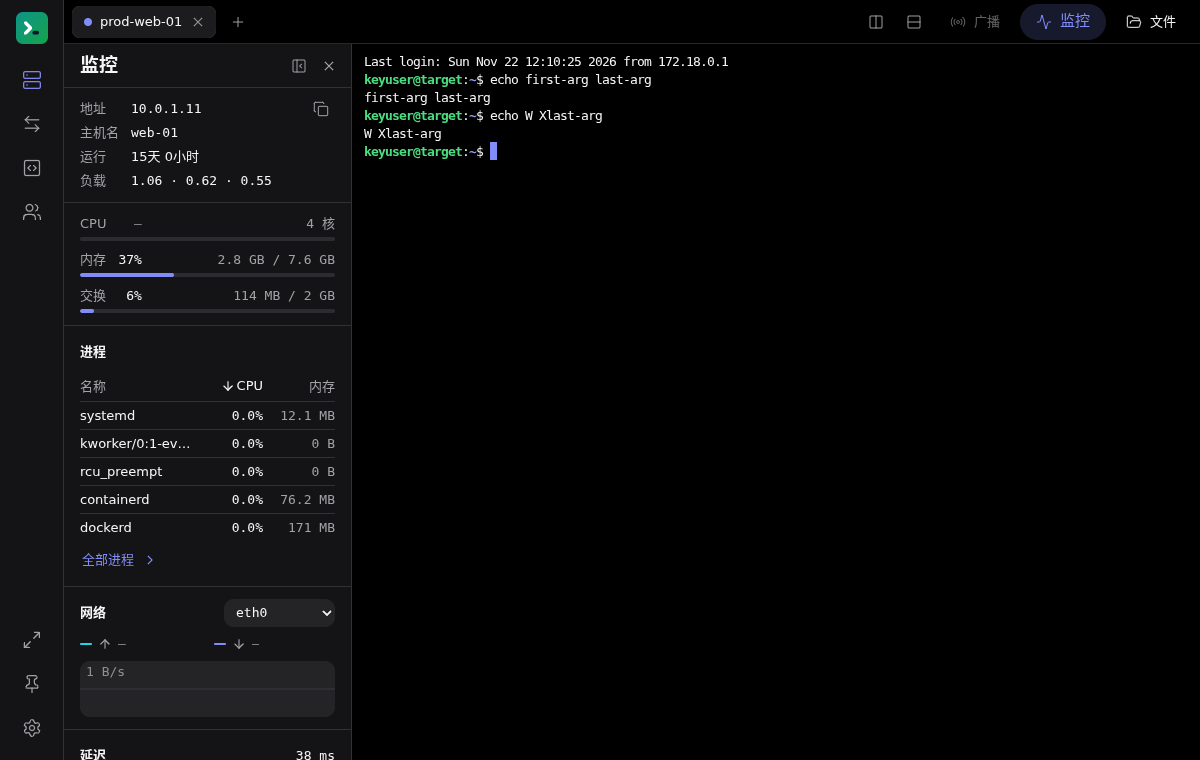 prod-web-01
广播
监控
文件
监控
地址 10.0.1.11
主机名 web-01
运行 15天 0小时
负载 1.06 · 0.62 · 0.55
CPU — 4 核
内存 37% 2.8 GB / 7.6 GB
交换 6% 114 MB / 2 GB
进程
名称 CPU 内存
systemd 0.0% 12.1 MB
kworker/0:1-ev… 0.0% 0 B
rcu_preempt 0.0% 0 B
containerd 0.0% 76.2 MB
dockerd 0.0% 171 MB
全部进程
网络 eth0
↑ — ↓ —
1 B/s
延迟 38 ms
Last login: Sun Nov 22 12:10:25 2026 from 172.18.0.1
keyuser@target:~$ echo first-arg last-arg
first-arg last-arg
keyuser@target:~$ echo W Xlast-arg
W Xlast-arg
keyuser@target:~$